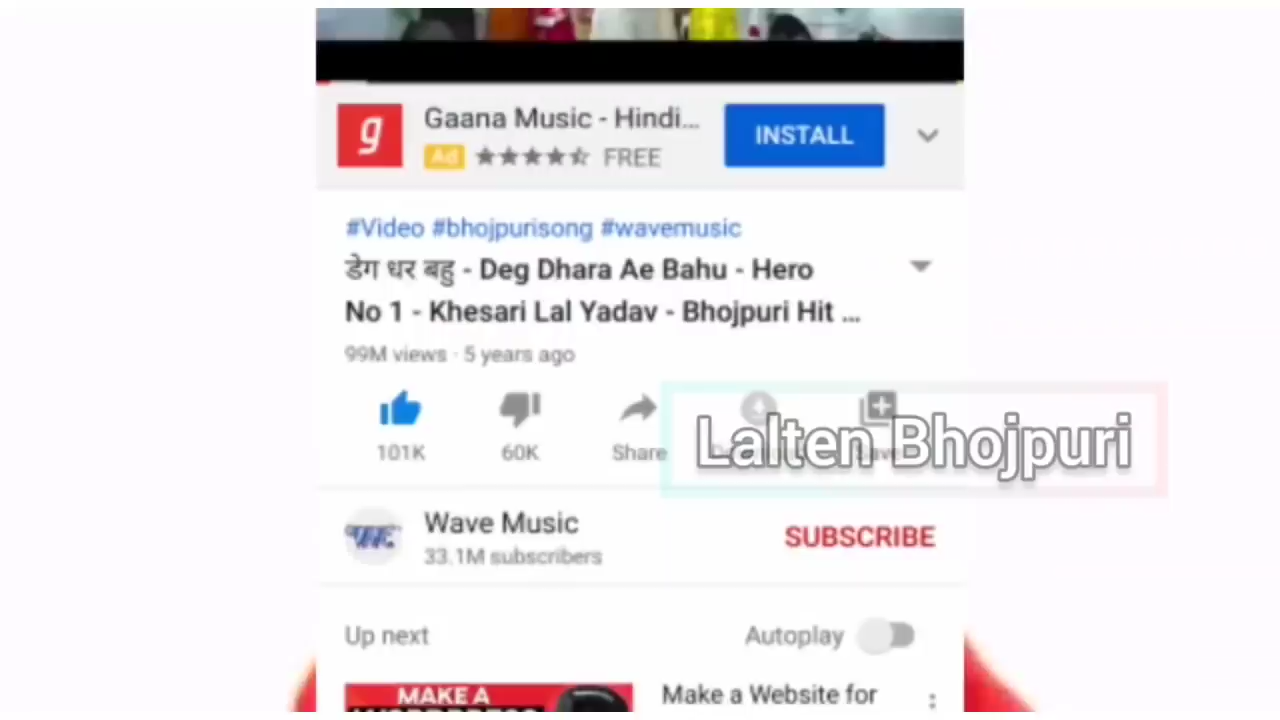 g
Gaana Music - Hindi...
Ad FREE
INSTALL
#Video #bhojpurisong #wavemusic
डेग धर बहु - Deg Dhara Ae Bahu - Hero
No 1 - Khesari Lal Yadav - Bhojpuri Hit ...
99M views · 5 years ago
101K 60K Share Save
Lalten Bhojpuri
Wave Music
33.1M subscribers
SUBSCRIBE
Up next Autoplay
MAKE A
Make a Website for